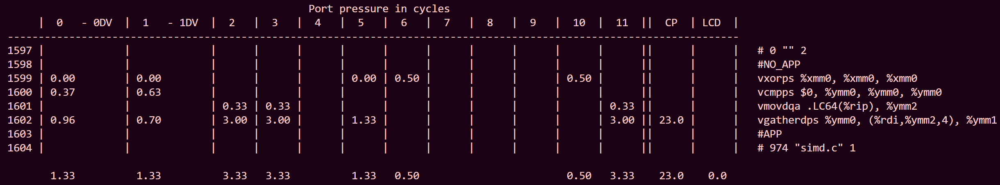 Port pressure in cycles
| 0 - 0DV | 1 - 1DV | 2 | 3 | 4 | 5 | 6 | 7 | 8 | 9 | 10 | 11 || CP | LCD |
-----------------------------------------------------------------------------------------------------------------------
1597 | | | | | | | | | | | | || | | # 0 "" 2
1598 | | | | | | | | | | | | || | | #NO_APP
1599 | 0.00 | 0.00 | | | | 0.00 | 0.50 | | | | 0.50 | || | | vxorps %xmm0, %xmm0, %xmm0
1600 | 0.37 | 0.63 | | | | | | | | | | || | | vcmpps $0, %ymm0, %ymm0, %ymm0
1601 | | | 0.33 | 0.33 | | | | | | | | 0.33 || | | vmovdqa .LC64(%rip), %ymm2
1602 | 0.96 | 0.70 | 3.00 | 3.00 | | 1.33 | | | | | | 3.00 || 23.0 | | vgatherdps %ymm0, (%rdi,%ymm2,4), %ymm1
1603 | | | | | | | | | | | | || | | #APP
1604 | | | | | | | | | | | | || | | # 974 "simd.c" 1
1.33 1.33 3.33 3.33 1.33 0.50 0.50 3.33 23.0 0.0